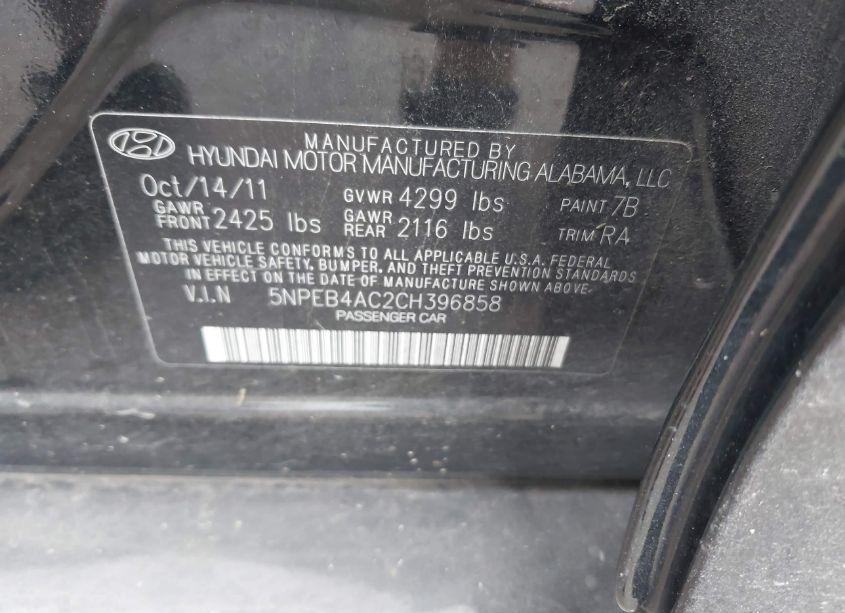 MANUFACTURED BY
HYUNDAI MOTOR MANUFACTURING ALABAMA, LLC
Oct/14/11 GVWR 4299 lbs PAINT 7B
GAWR FRONT 2425 lbs GAWR REAR 2116 lbs TRIM RA
THIS VEHICLE CONFORMS TO ALL APPLICABLE U.S.A. FEDERAL
MOTOR VEHICLE SAFETY, BUMPER, AND THEFT PREVENTION STANDARDS
IN EFFECT ON THE DATE OF MANUFACTURE SHOWN ABOVE.
V.I.N 5NPEB4AC2CH396858
PASSENGER CAR